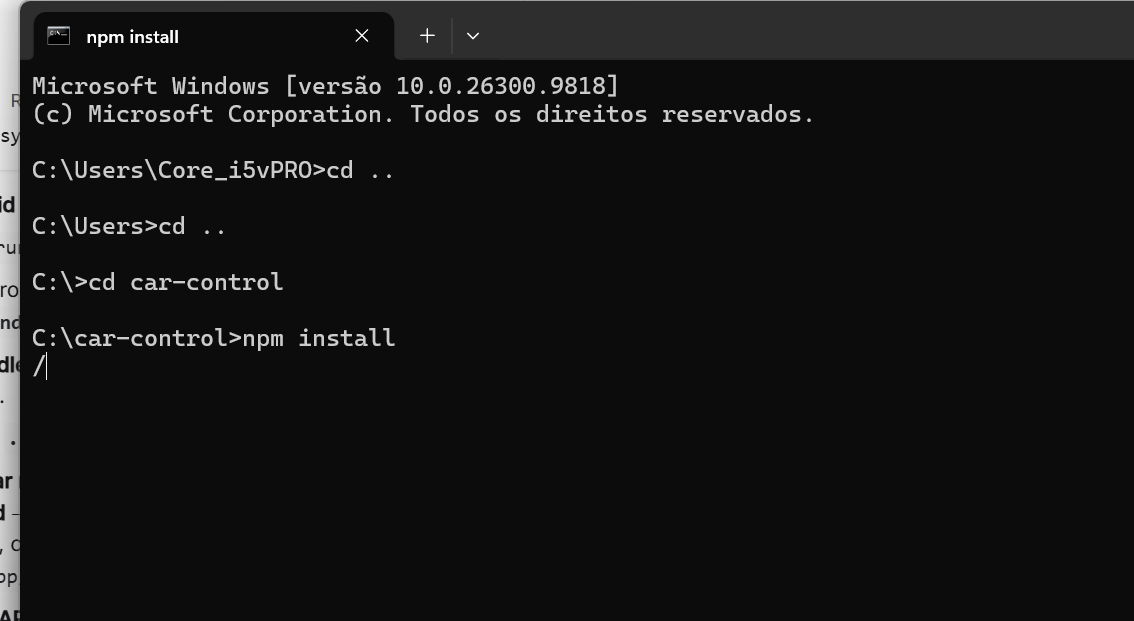 npm install
Microsoft Windows [versão 10.0.26300.9818]
(c) Microsoft Corporation. Todos os direitos reservados.
C:\Users\Core_i5vPRO>cd ..
C:\Users>cd ..
C:\>cd car-control
C:\car-control>npm install
/